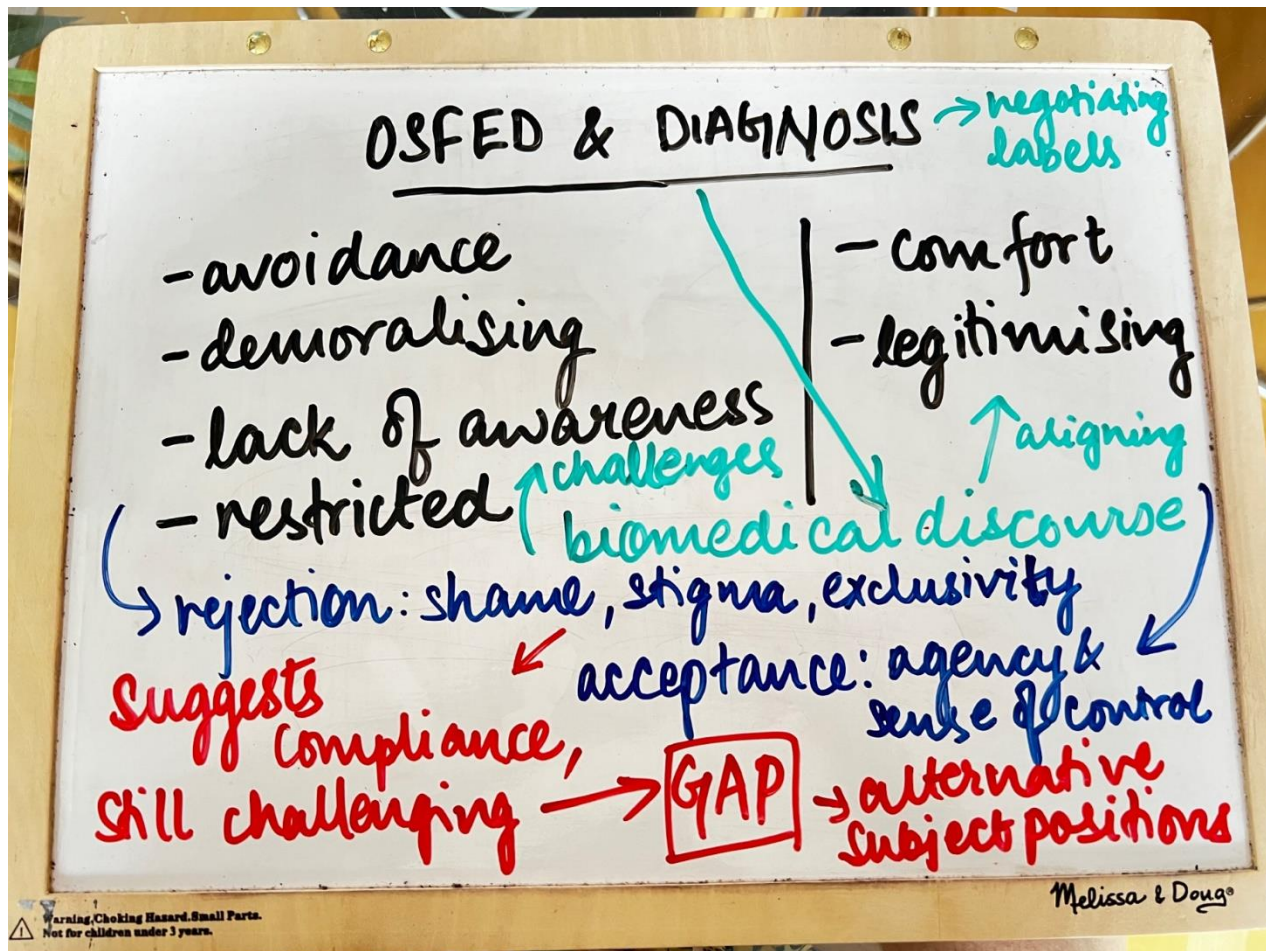 OSFED & DIAGNOSIS → negotiating
labels
- avoidance
- demoralising
- lack of awareness
- restricted
- comfort
- legitimising
↑ challenges
↑ aligning
biomedical discourse
→ rejection: shame, stigma, exclusivity
acceptance: agency &
sense of control
Suggests
compliance,
still challenging → GAP → alternative
subject positions
Melissa & Doug®
Warning, Choking Hazard. Small Parts.
Not for children under 3 years.